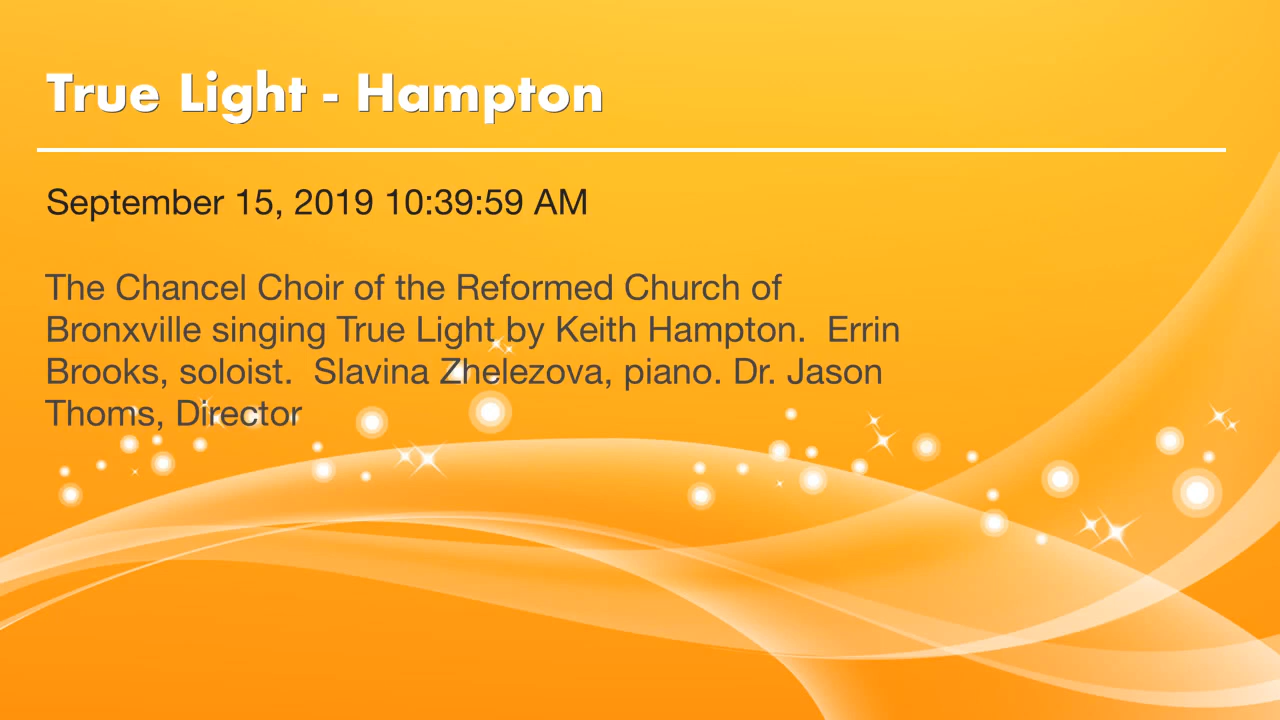 True Light - Hampton
September 15, 2019 10:39:59 AM
The Chancel Choir of the Reformed Church of
Bronxville singing True Light by Keith Hampton.  Errin
Brooks, soloist.  Slavina Zhelezova, piano. Dr. Jason
Thoms, Director